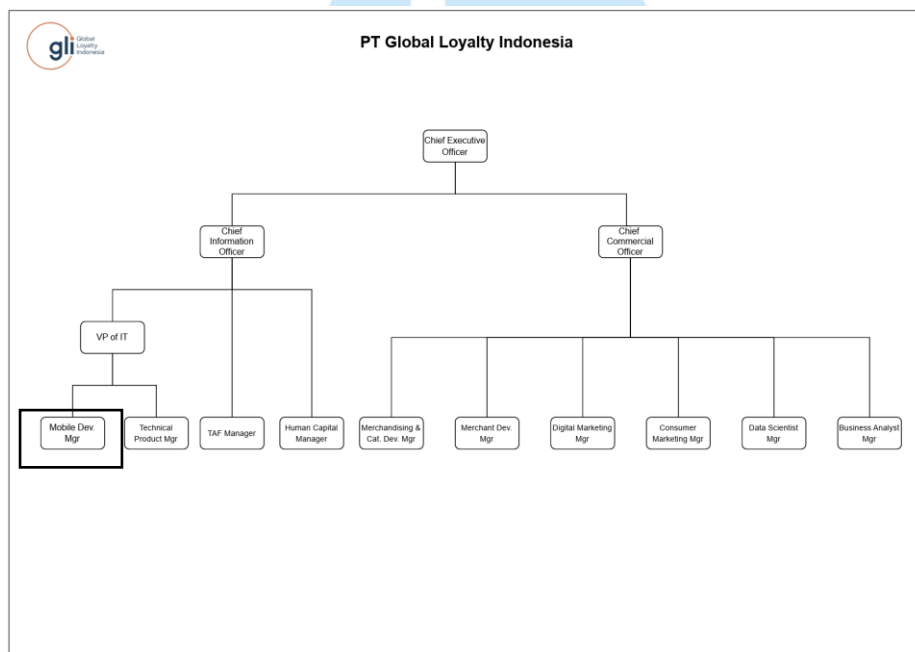 gli Global
Loyalty
Indonesia
PT Global Loyalty Indonesia
Chief Executive
Officer
Chief
Information
Officer
Chief
Commercial
Officer
VP of IT
Mobile Dev.
Mgr
Technical
Product Mgr
TAF Manager
Human Capital
Manager
Merchandising &
Cat. Dev. Mgr
Merchant Dev.
Mgr
Digital Marketing
Mgr
Consumer
Marketing Mgr
Data Scientist
Mgr
Business Analyst
Mgr